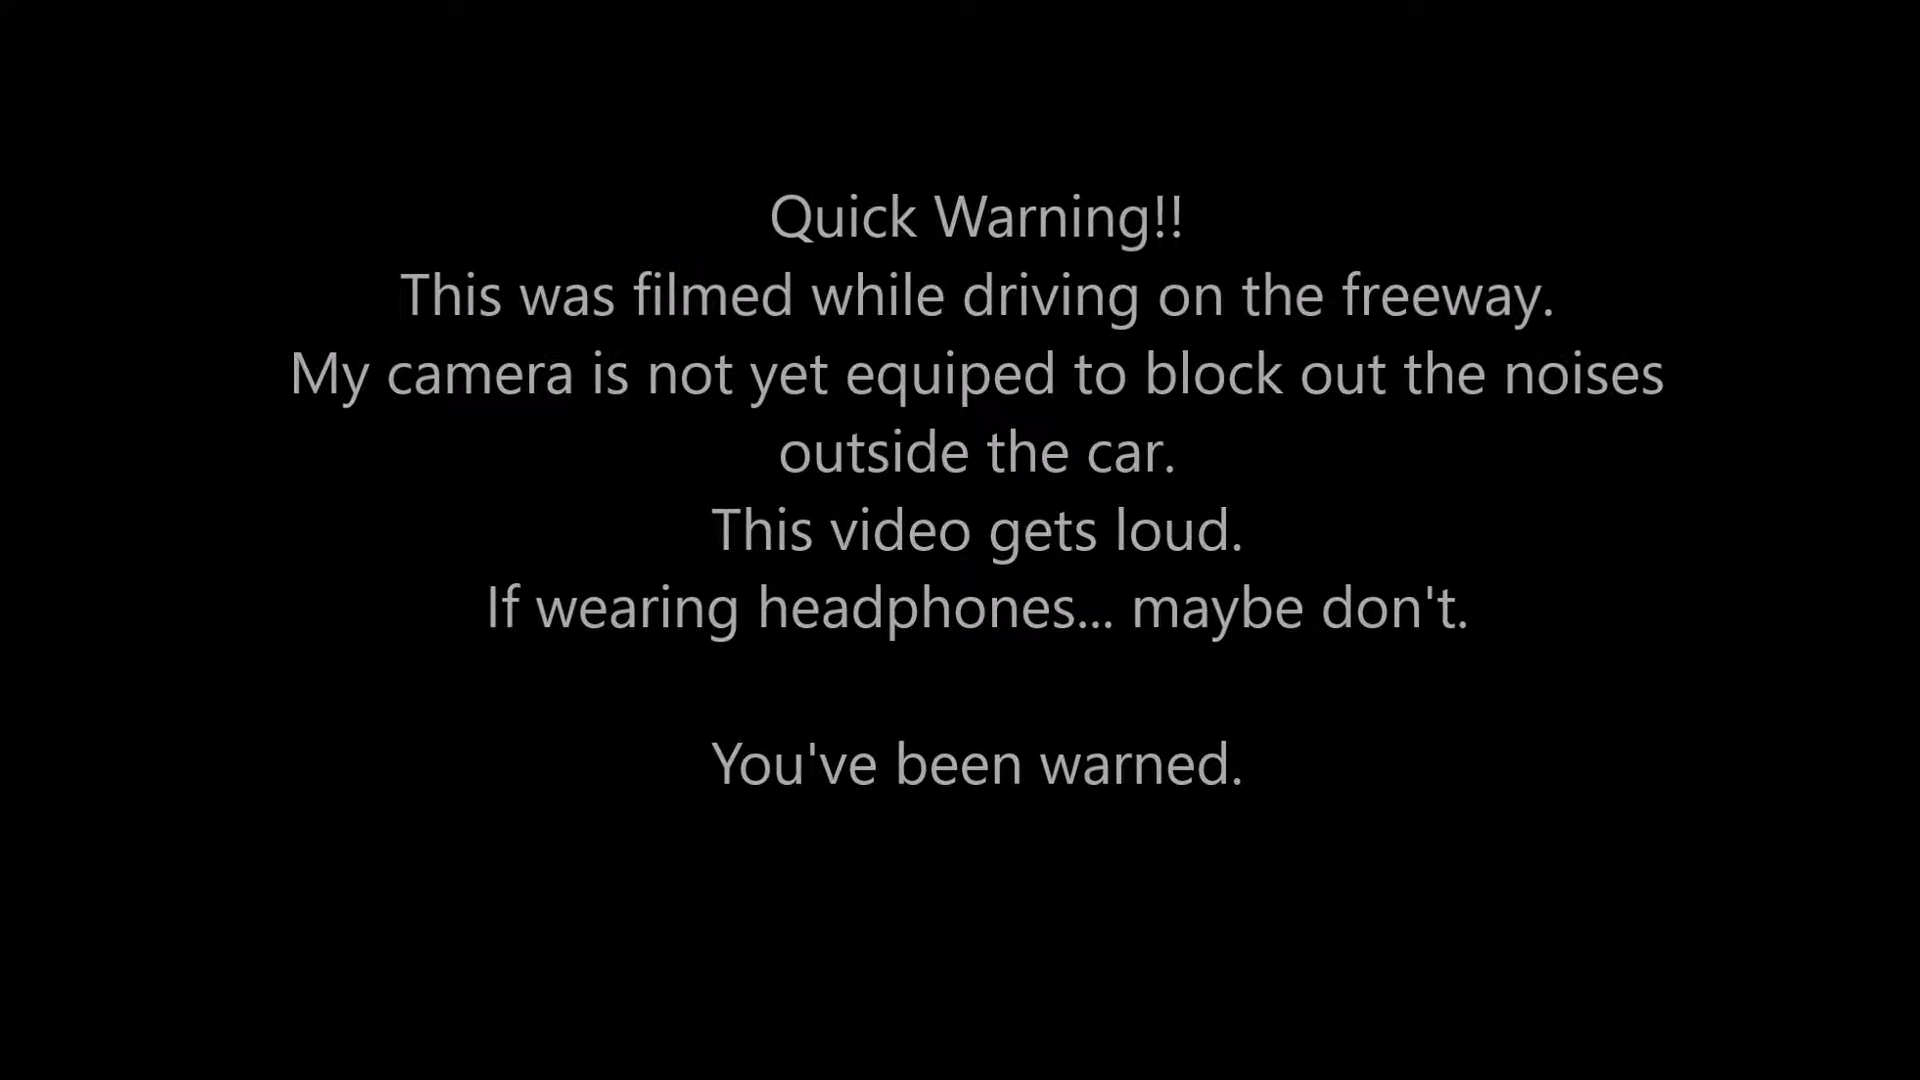 Quick Warning!!
This was filmed while driving on the freeway.
My camera is not yet equiped to block out the noises
outside the car.
This video gets loud.
If wearing headphones... maybe don't.
You've been warned.